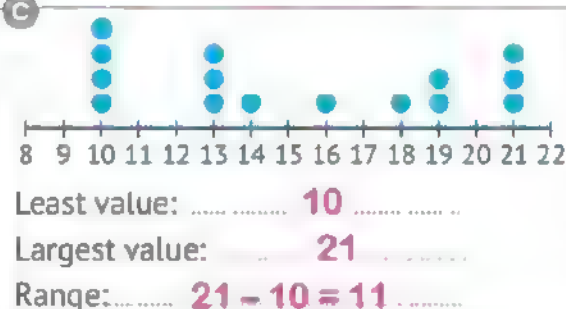 C
8 9 10 11 12 13 14 15 16 17 18 19 20 21 22
Least value: 10
Largest value: 21
Range: 21 – 10 = 11